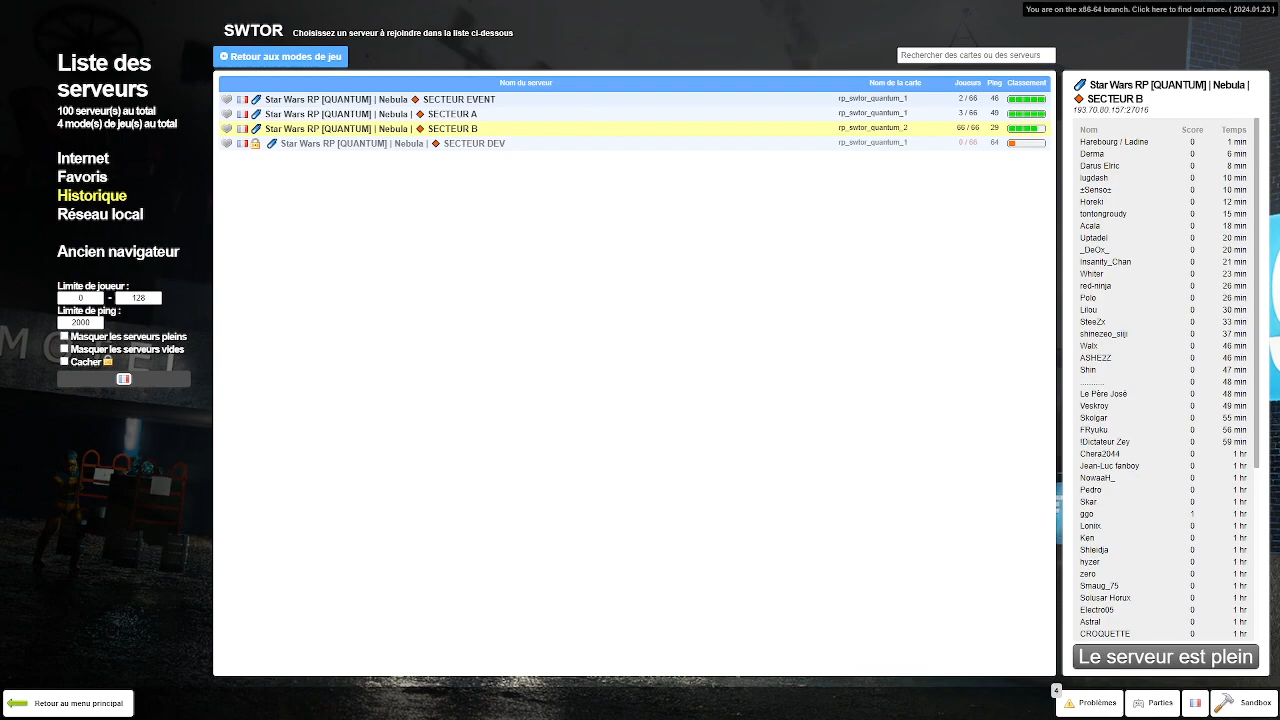 You are on the x86-64 branch. Click here to find out more. ( 2024.01.23 )
SWTOR Choisissez un serveur à rejoindre dans la liste ci-dessous
Retour aux modes de jeu
Rechercher des cartes ou des serveurs
Liste des
serveurs
100 serveur(s) au total
4 mode(s) de jeu(s) au total
Internet
Favoris
Historique
Réseau local
Ancien navigateur
Limite de joueur :
0 - 128
Limite de ping :
2000
Masquer les serveurs pleins
Masquer les serveurs vides
Cacher
Nom du serveur Nom de la carte Joueurs Ping Classement
Star Wars RP [QUANTUM] | Nebula SECTEUR EVENT rp_swtor_quantum_1 2 / 66 46
Star Wars RP [QUANTUM] | Nebula | SECTEUR A rp_swtor_quantum_1 3 / 66 49
Star Wars RP [QUANTUM] | Nebula | SECTEUR B rp_swtor_quantum_2 66 / 66 29
Star Wars RP [QUANTUM] | Nebula | SECTEUR DEV rp_swtor_quantum_1 0 / 66 64
Star Wars RP [QUANTUM] | Nebula |
SECTEUR B
193.70.80.157:27016
Nom Score Temps
Harebourg / Ladine 0 1 min
Derma 0 6 min
Darus Elric 0 8 min
lugdash 0 10 min
±Senso± 0 10 min
Horeki 0 12 min
tontongroudy 0 15 min
Acala 0 18 min
Uptadel 0 20 min
_DeOx_ 0 20 min
Insanity_Chan 0 21 min
Whiter 0 23 min
red-ninja 0 26 min
Polo 0 26 min
Lilou 0 30 min
SteeZx 0 33 min
shinezeo_siiji 0 37 min
Walx 0 46 min
ASHE2Z 0 46 min
Shin 0 47 min
........... 0 48 min
Le Père José 0 48 min
Veskroy 0 49 min
Skolgar 0 55 min
FRyuku 0 56 min
!Dictateur Zey 0 59 min
Chera2044 0 1 hr
Jean-Luc fanboy 0 1 hr
NowaaH_ 0 1 hr
Pedro 0 1 hr
Skar 0 1 hr
ggo 1 1 hr
Loniix 0 1 hr
Ken 0 1 hr
Shleidja 0 1 hr
hyzer 0 1 hr
zero 0 1 hr
Smaug_75 0 1 hr
Solusar Horux 0 1 hr
Electro05 0 1 hr
Astral 0 1 hr
CROQUETTE 0 1 hr
Le serveur est plein
Retour au menu principal
4
Problèmes
Parties
Sandbox